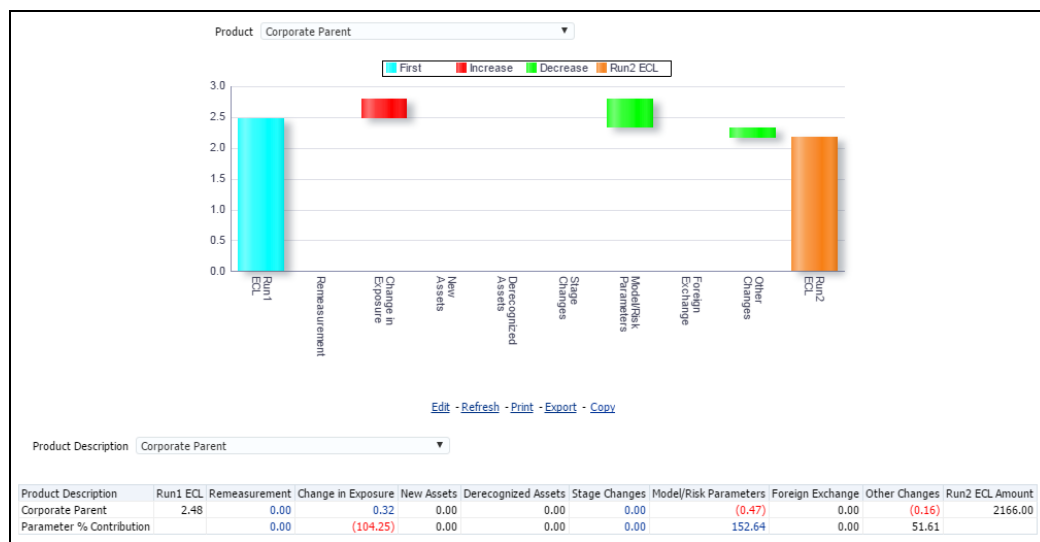 Product Corporate Parent
First Increase Decrease Run2 ECL
3.0
2.5
2.0
1.5
1.0
0.5
0.0
Run1
ECL
Remeasurement
Change in
Exposure
New
Assets
Derecognized
Assets
Stage
Changes
Model/Risk
Parameters
Foreign
Exchange
Other
Changes
Run2
ECL
Edit - Refresh - Print - Export - Copy
Product Description Corporate Parent
Product Description Run1 ECL Remeasurement Change in Exposure New Assets Derecognized Assets Stage Changes Model/Risk Parameters Foreign Exchange Other Changes Run2 ECL Amount
Corporate Parent 2.48 0.00 0.32 0.00 0.00 0.00 (0.47) 0.00 (0.16) 2166.00
Parameter % Contribution 0.00 (104.25) 0.00 0.00 0.00 152.64 0.00 51.61